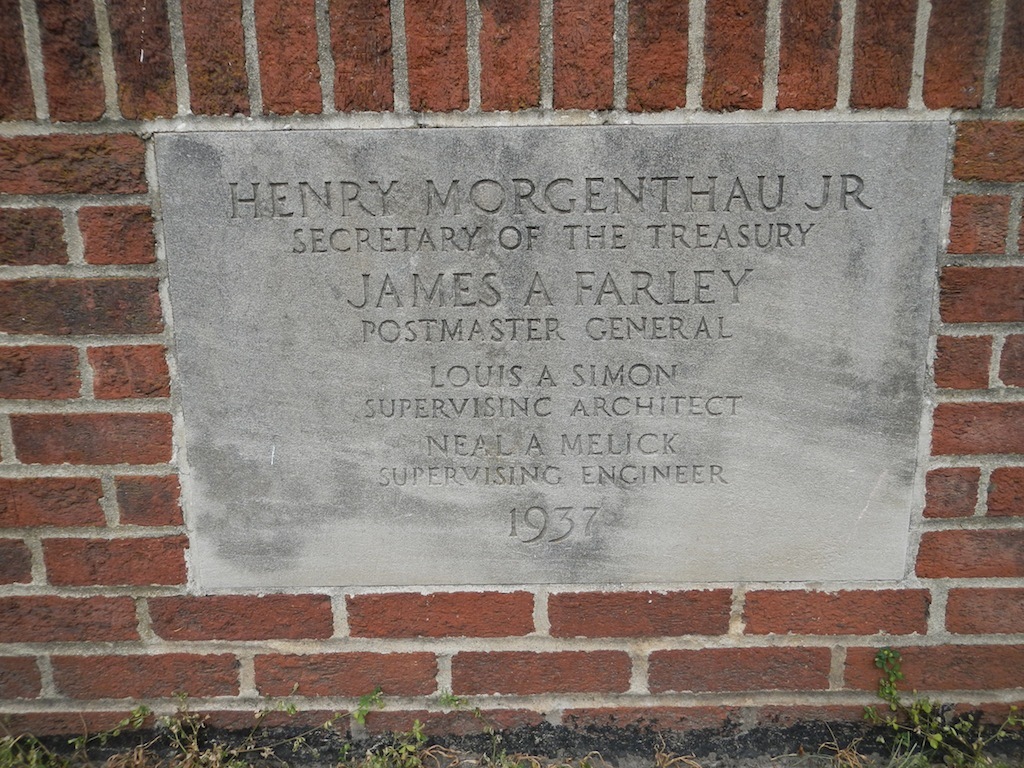 HENRY MORGENTHAU JR
SECRETARY OF THE TREASURY
JAMES A FARLEY
POSTMASTER GENERAL
LOUIS A SIMON
SUPERVISING ARCHITECT
NEAL A MELICK
SUPERVISING ENGINEER
1937